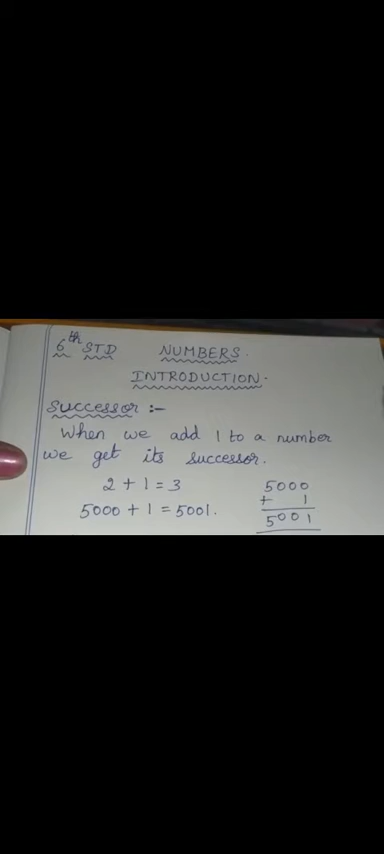 6th STD NUMBERS.
INTRODUCTION.
Successor :-
When we add 1 to a number
we get its successor.
2 + 1 = 3
5000 + 1 = 5001.
5000
+ 1
5001